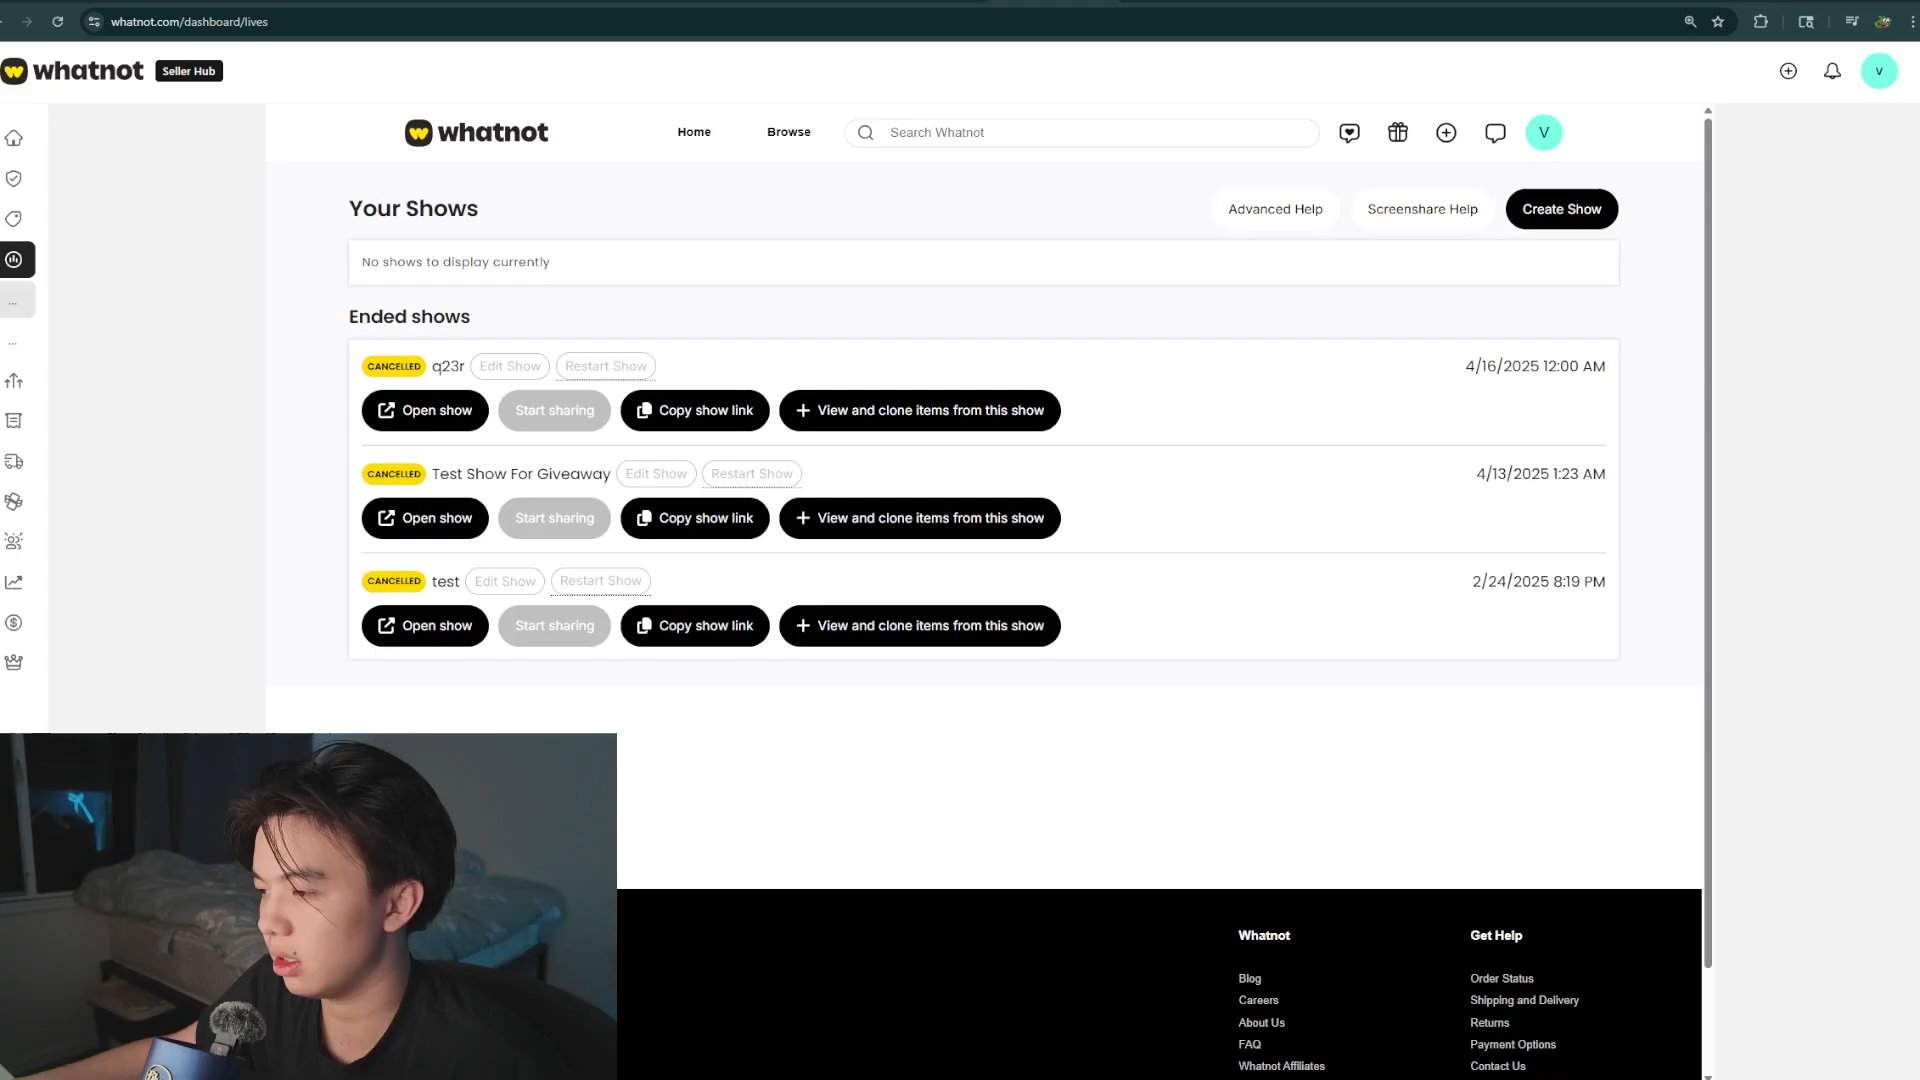 whatnot.com/dashboard/lives
whatnot Seller Hub
V
whatnot Home Browse Search Whatnot V
Your Shows Advanced Help Screenshare Help Create Show
No shows to display currently
Ended shows
CANCELLED q23r Edit Show Restart Show 4/16/2025 12:00 AM
Open show Start sharing Copy show link + View and clone items from this show
CANCELLED Test Show For Giveaway Edit Show Restart Show 4/13/2025 1:23 AM
Open show Start sharing Copy show link + View and clone items from this show
CANCELLED test Edit Show Restart Show 2/24/2025 8:19 PM
Open show Start sharing Copy show link + View and clone items from this show
...
...
Whatnot
Blog
Careers
About Us
FAQ
Whatnot Affiliates
Get Help
Order Status
Shipping and Delivery
Returns
Payment Options
Contact Us